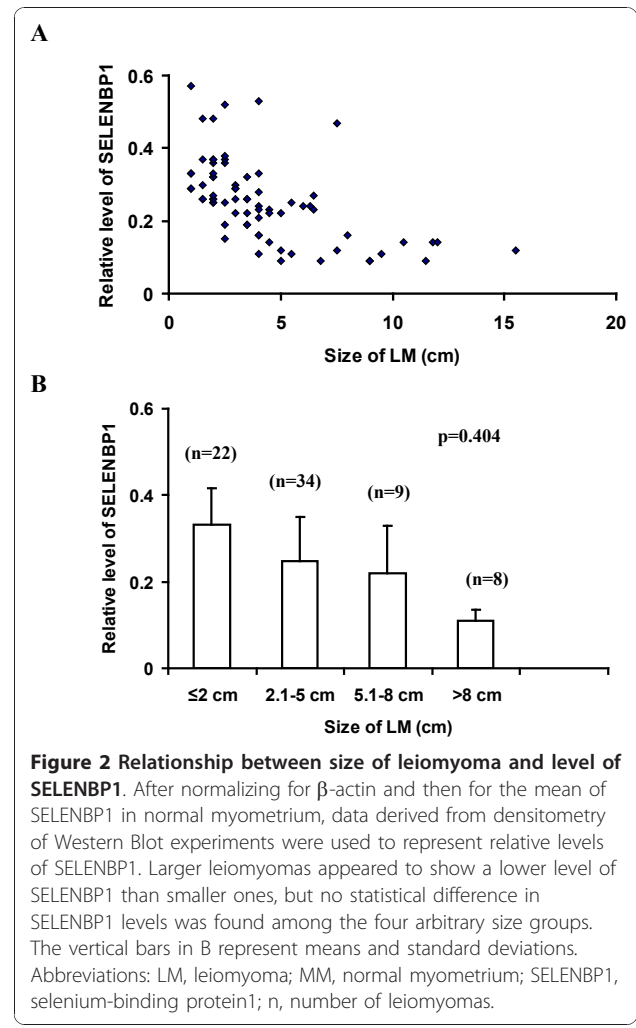 A
Relative level of SELENBP1
0.6
0.4
0.2
0
0 5 10 15 20
Size of LM (cm)
B
Relative level of SELENBP1
0.6
0.4
0.2
0
p=0.404
(n=22)
(n=34)
(n=9)
(n=8)
≤2 cm 2.1-5 cm 5.1-8 cm >8 cm
Size of LM (cm)
Figure 2 Relationship between size of leiomyoma and level of
SELENBP1. After normalizing for β-actin and then for the mean of
SELENBP1 in normal myometrium, data derived from densitometry
of Western Blot experiments were used to represent relative levels
of SELENBP1. Larger leiomyomas appeared to show a lower level of
SELENBP1 than smaller ones, but no statistical difference in
SELENBP1 levels was found among the four arbitrary size groups.
The vertical bars in B represent means and standard deviations.
Abbreviations: LM, leiomyoma; MM, normal myometrium; SELENBP1,
selenium-binding protein1; n, number of leiomyomas.